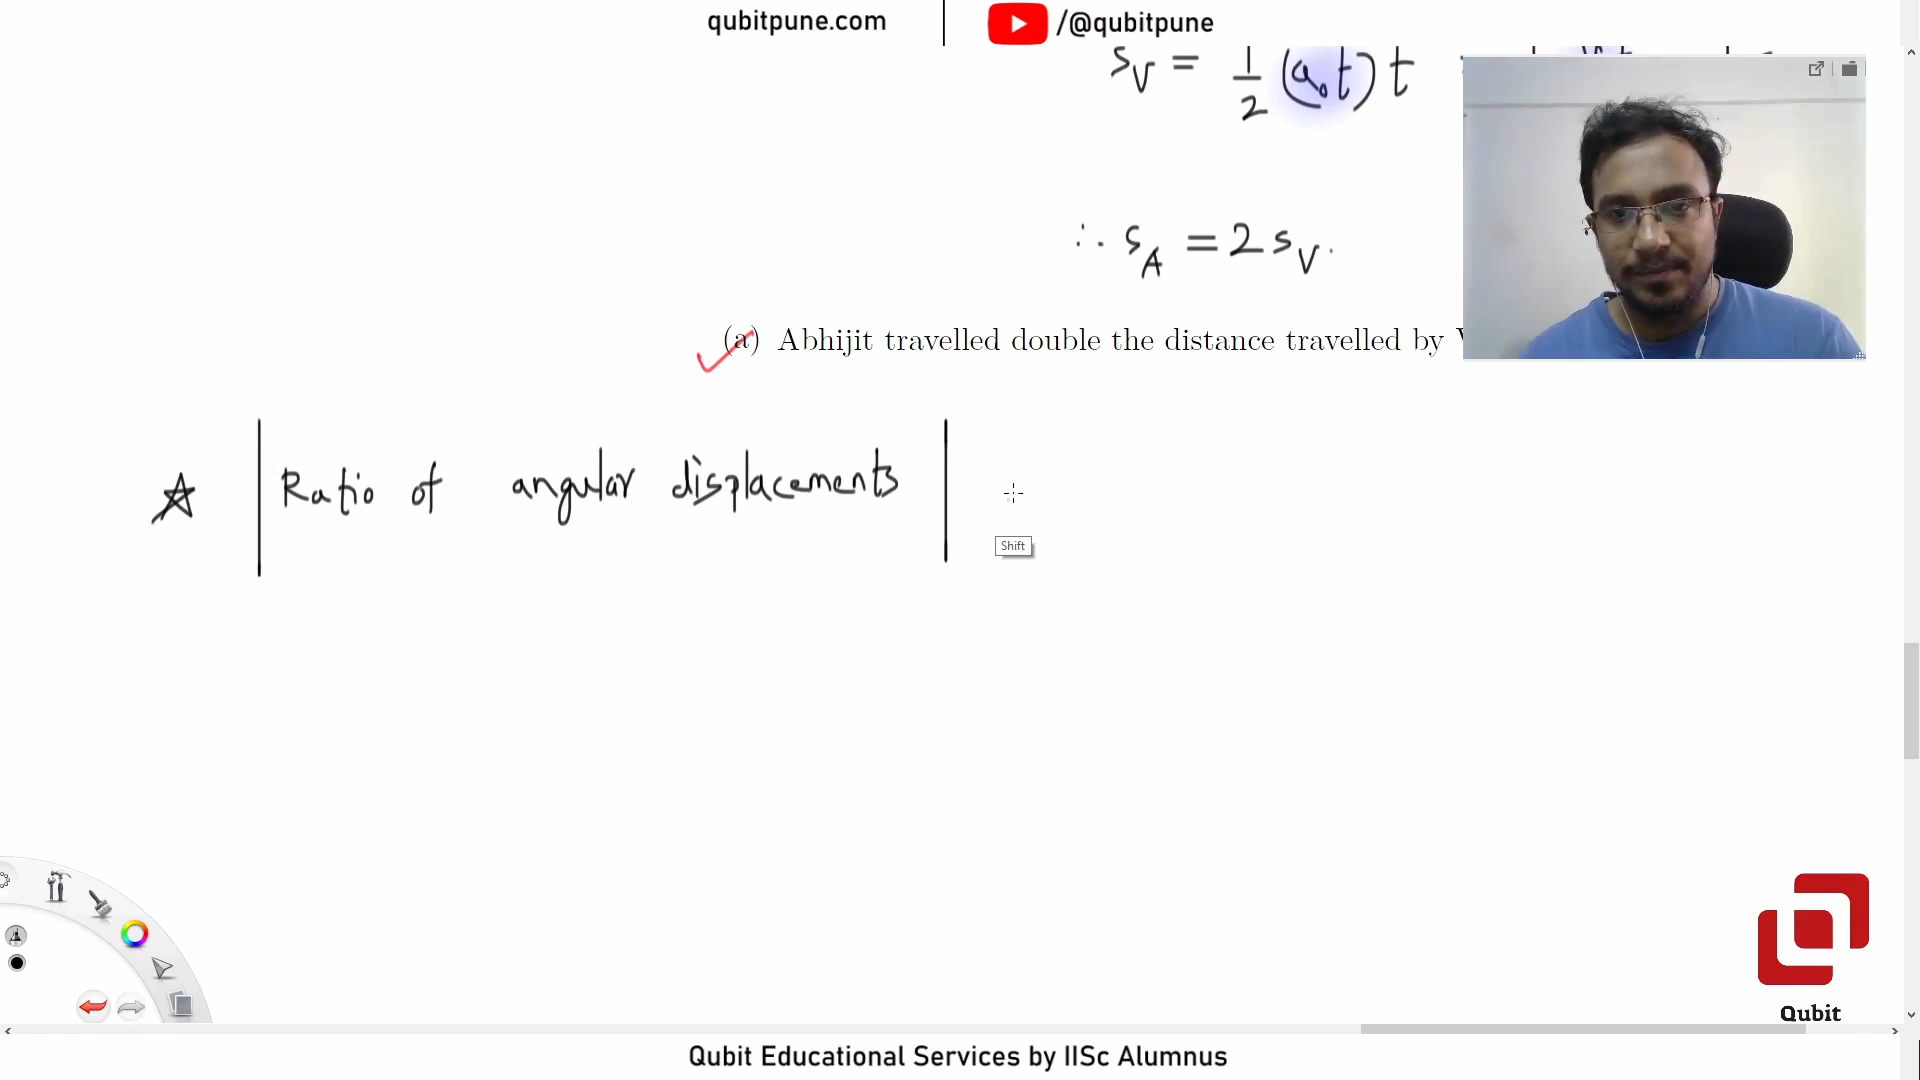 qubitpune.com | /@qubitpune
s_V = 1/2 (a₀t) t
∴ s_A = 2 s_V.
(a) Abhijit travelled double the distance travelled by
☆ | Ratio of angular displacements |
Shift
Qubit
Qubit Educational Services by IISc Alumnus